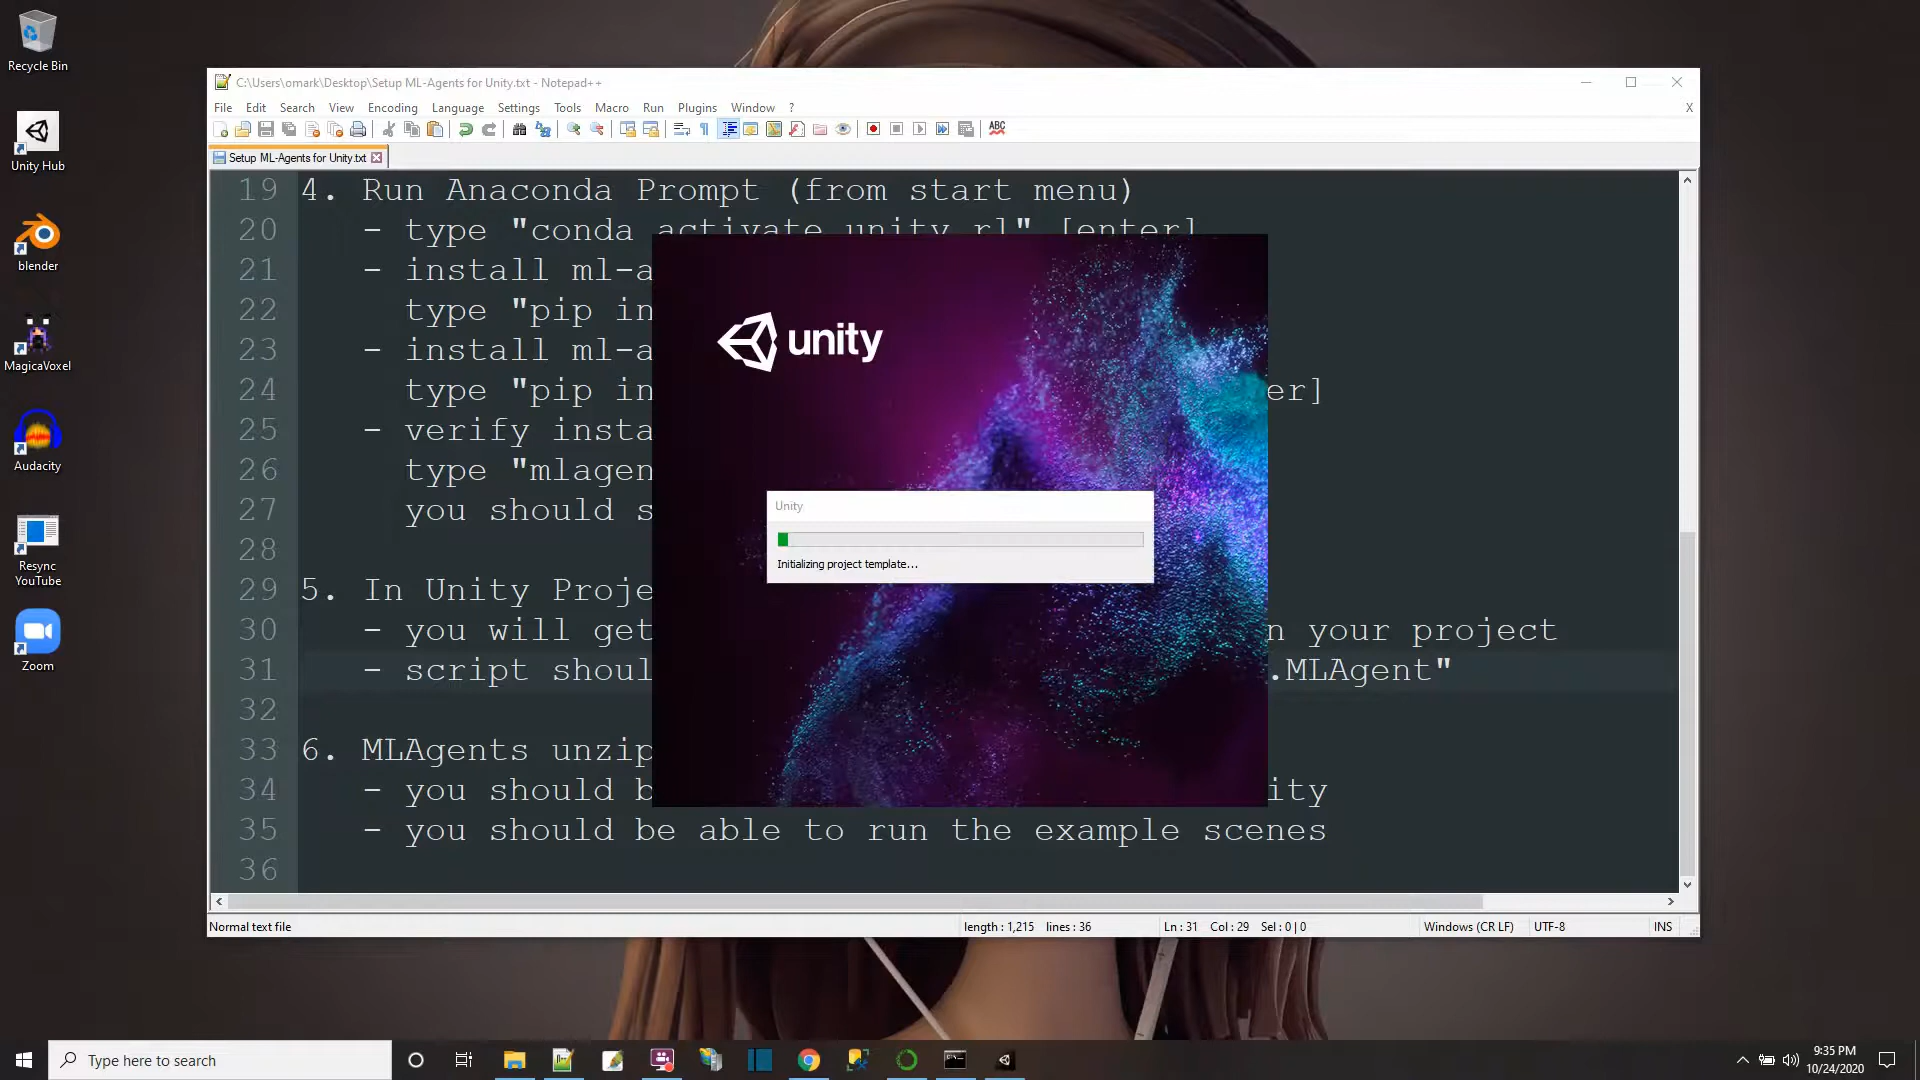 Recycle Bin
Unity Hub
blender
MagicaVoxel
Audacity
Resync
YouTube
Zoom
C:\Users\omark\Desktop\Setup ML-Agents for Unity.txt - Notepad++
File Edit Search View Encoding Language Settings Tools Macro Run Plugins Window ? X
ABC
Setup ML-Agents for Unity.txt
19 4. Run Anaconda Prompt (from start menu)
20 - type "conda activate unity_rl" [enter]
21 - install ml-a
22 type "pip in
23 - install ml-a
24 type "pip in er]
25 - verify insta
26 type "mlagen
27 you should s
28
29 5. In Unity Proje
30 - you will get n your project
31 - script shoul .MLAgent"
32
33 6. MLAgents unzip
34 - you should b ity
35 - you should be able to run the example scenes
36
unity
Unity
Initializing project template...
Normal text file length : 1,215 lines : 36 Ln : 31 Col : 29 Sel : 0 | 0 Windows (CR LF) UTF-8 INS
Type here to search
9:35 PM
10/24/2020